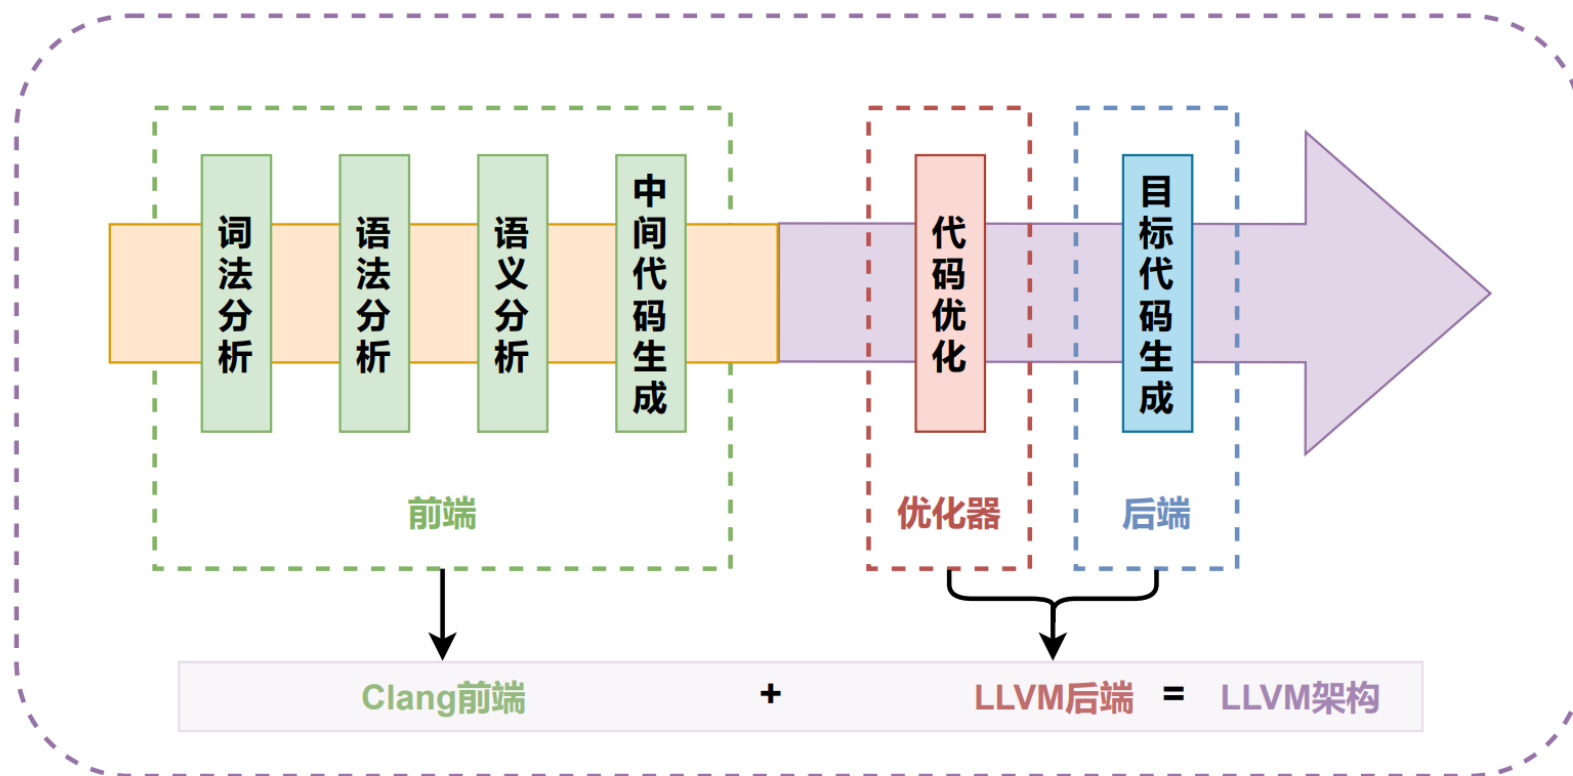 词法分析
语法分析
语义分析
中间代码生成
代码优化
目标代码生成
前端
优化器
后端
Clang前端 + LLVM后端 = LLVM架构